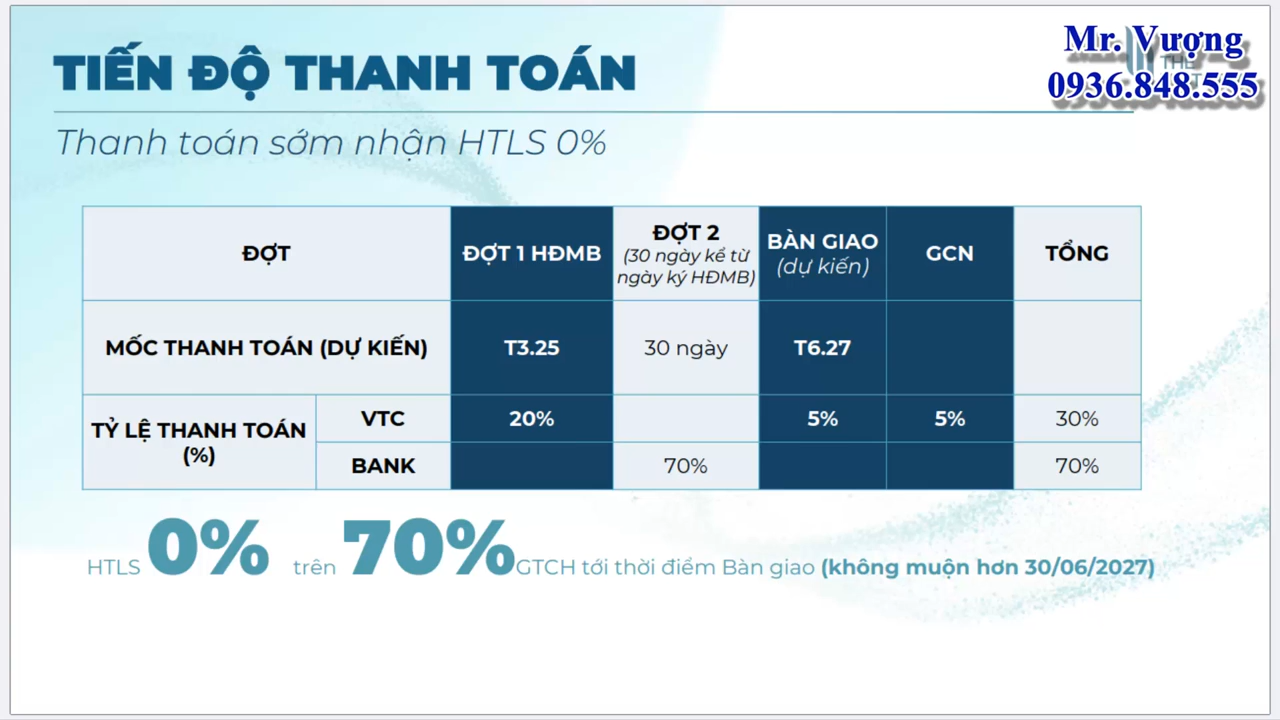 Mr. Vượng
0936.848.555
THE
TIẾN ĐỘ THANH TOÁN
Thanh toán sớm nhận HTLS 0%
ĐỢT
ĐỢT 1 HĐMB
ĐỢT 2
(30 ngày kể từ
ngày ký HĐMB)
BÀN GIAO
(dự kiến)
GCN
TỔNG
MỐC THANH TOÁN (DỰ KIẾN)
T3.25
30 ngày
T6.27
TỶ LỆ THANH TOÁN
(%)
VTC
20%
5%
5%
30%
BANK
70%
70%
HTLS 0% trên 70% GTCH tới thời điểm Bàn giao (không muộn hơn 30/06/2027)